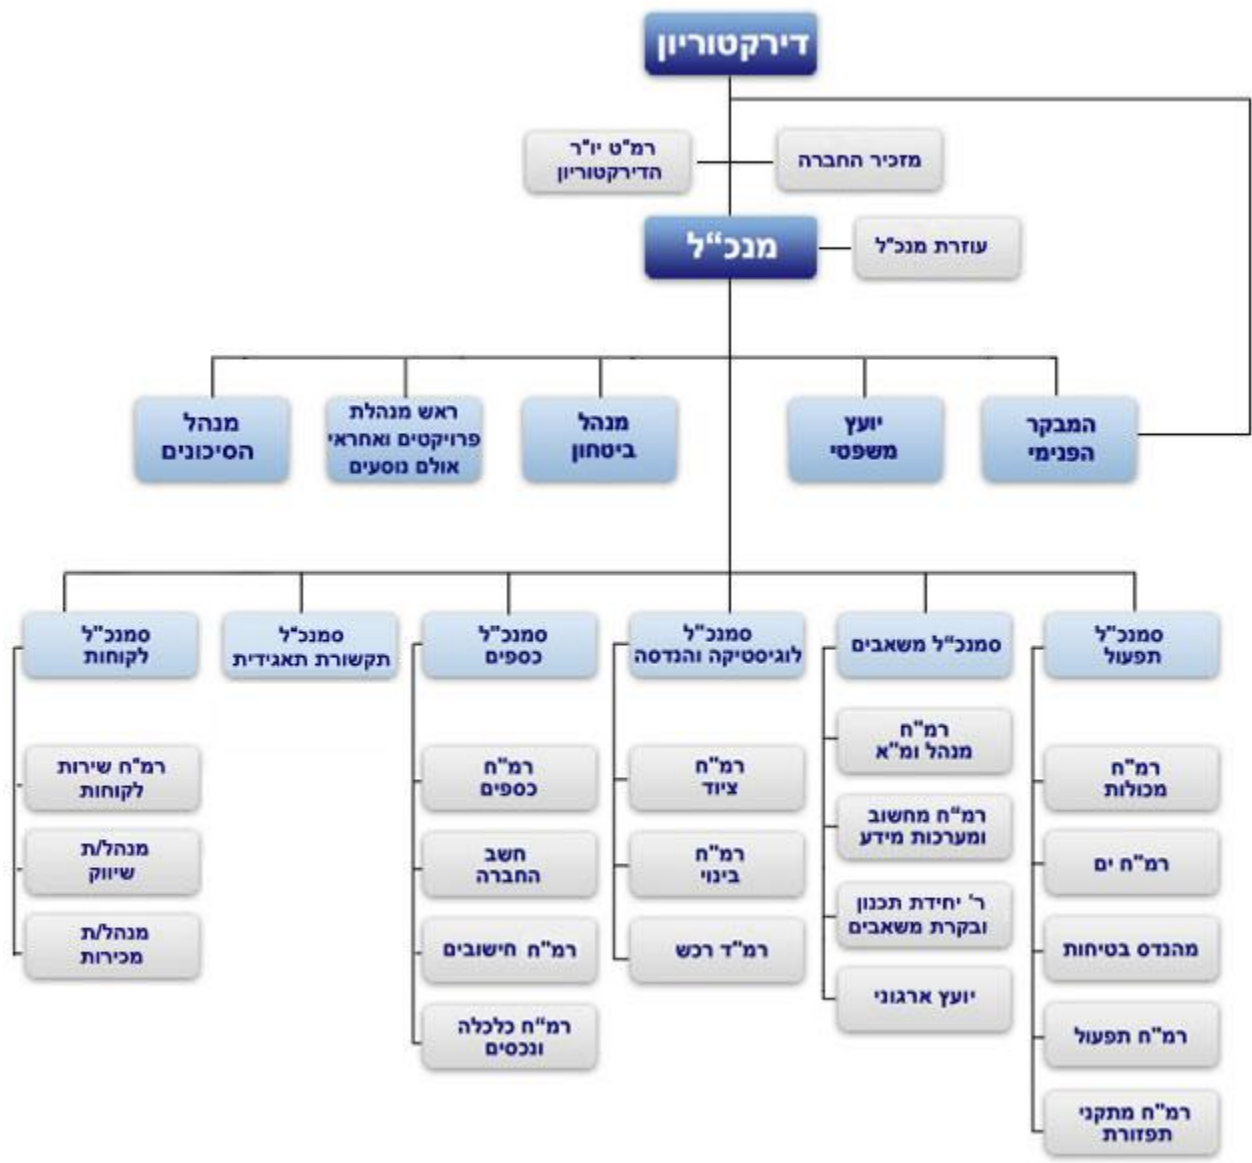 דירקטוריון
מזכיר החברה
רמ"ט יו"ר
הדירקטוריון
מנכ"ל
עוזרת מנכ"ל
המבקר
הפנימי
יועץ
משפטי
מנהל
ביטחון
ראש מנהלת
פרויקטים ואחראי
אולם נוסעים
מנהל
הסיכונים
סמנכ"ל
תפעול
רמ"ח
מכולות
רמ"ח ים
מהנדס בטיחות
רמ"ח תפעול
רמ"ח מתקני
תפזורת
סמנכ"ל משאבים
רמ"ח
מנהל ומ"א
רמ"ח מחשוב
ומערכות מידע
ר' יחידת תכנון
ובקרת משאבים
יועץ ארגוני
סמנכ"ל
לוגיסטיקה והנדסה
רמ"ח
ציוד
רמ"ח
בינוי
רמ"ד רכש
סמנכ"ל
כספים
רמ"ח
כספים
חשב
החברה
רמ"ח חישובים
רמ"ח כלכלה
ונכסים
סמנכ"ל
תקשורת תאגידית
סמנכ"ל
לקוחות
רמ"ח שירות
לקוחות
מנהל/ת
שיווק
מנהל/ת
מכירות